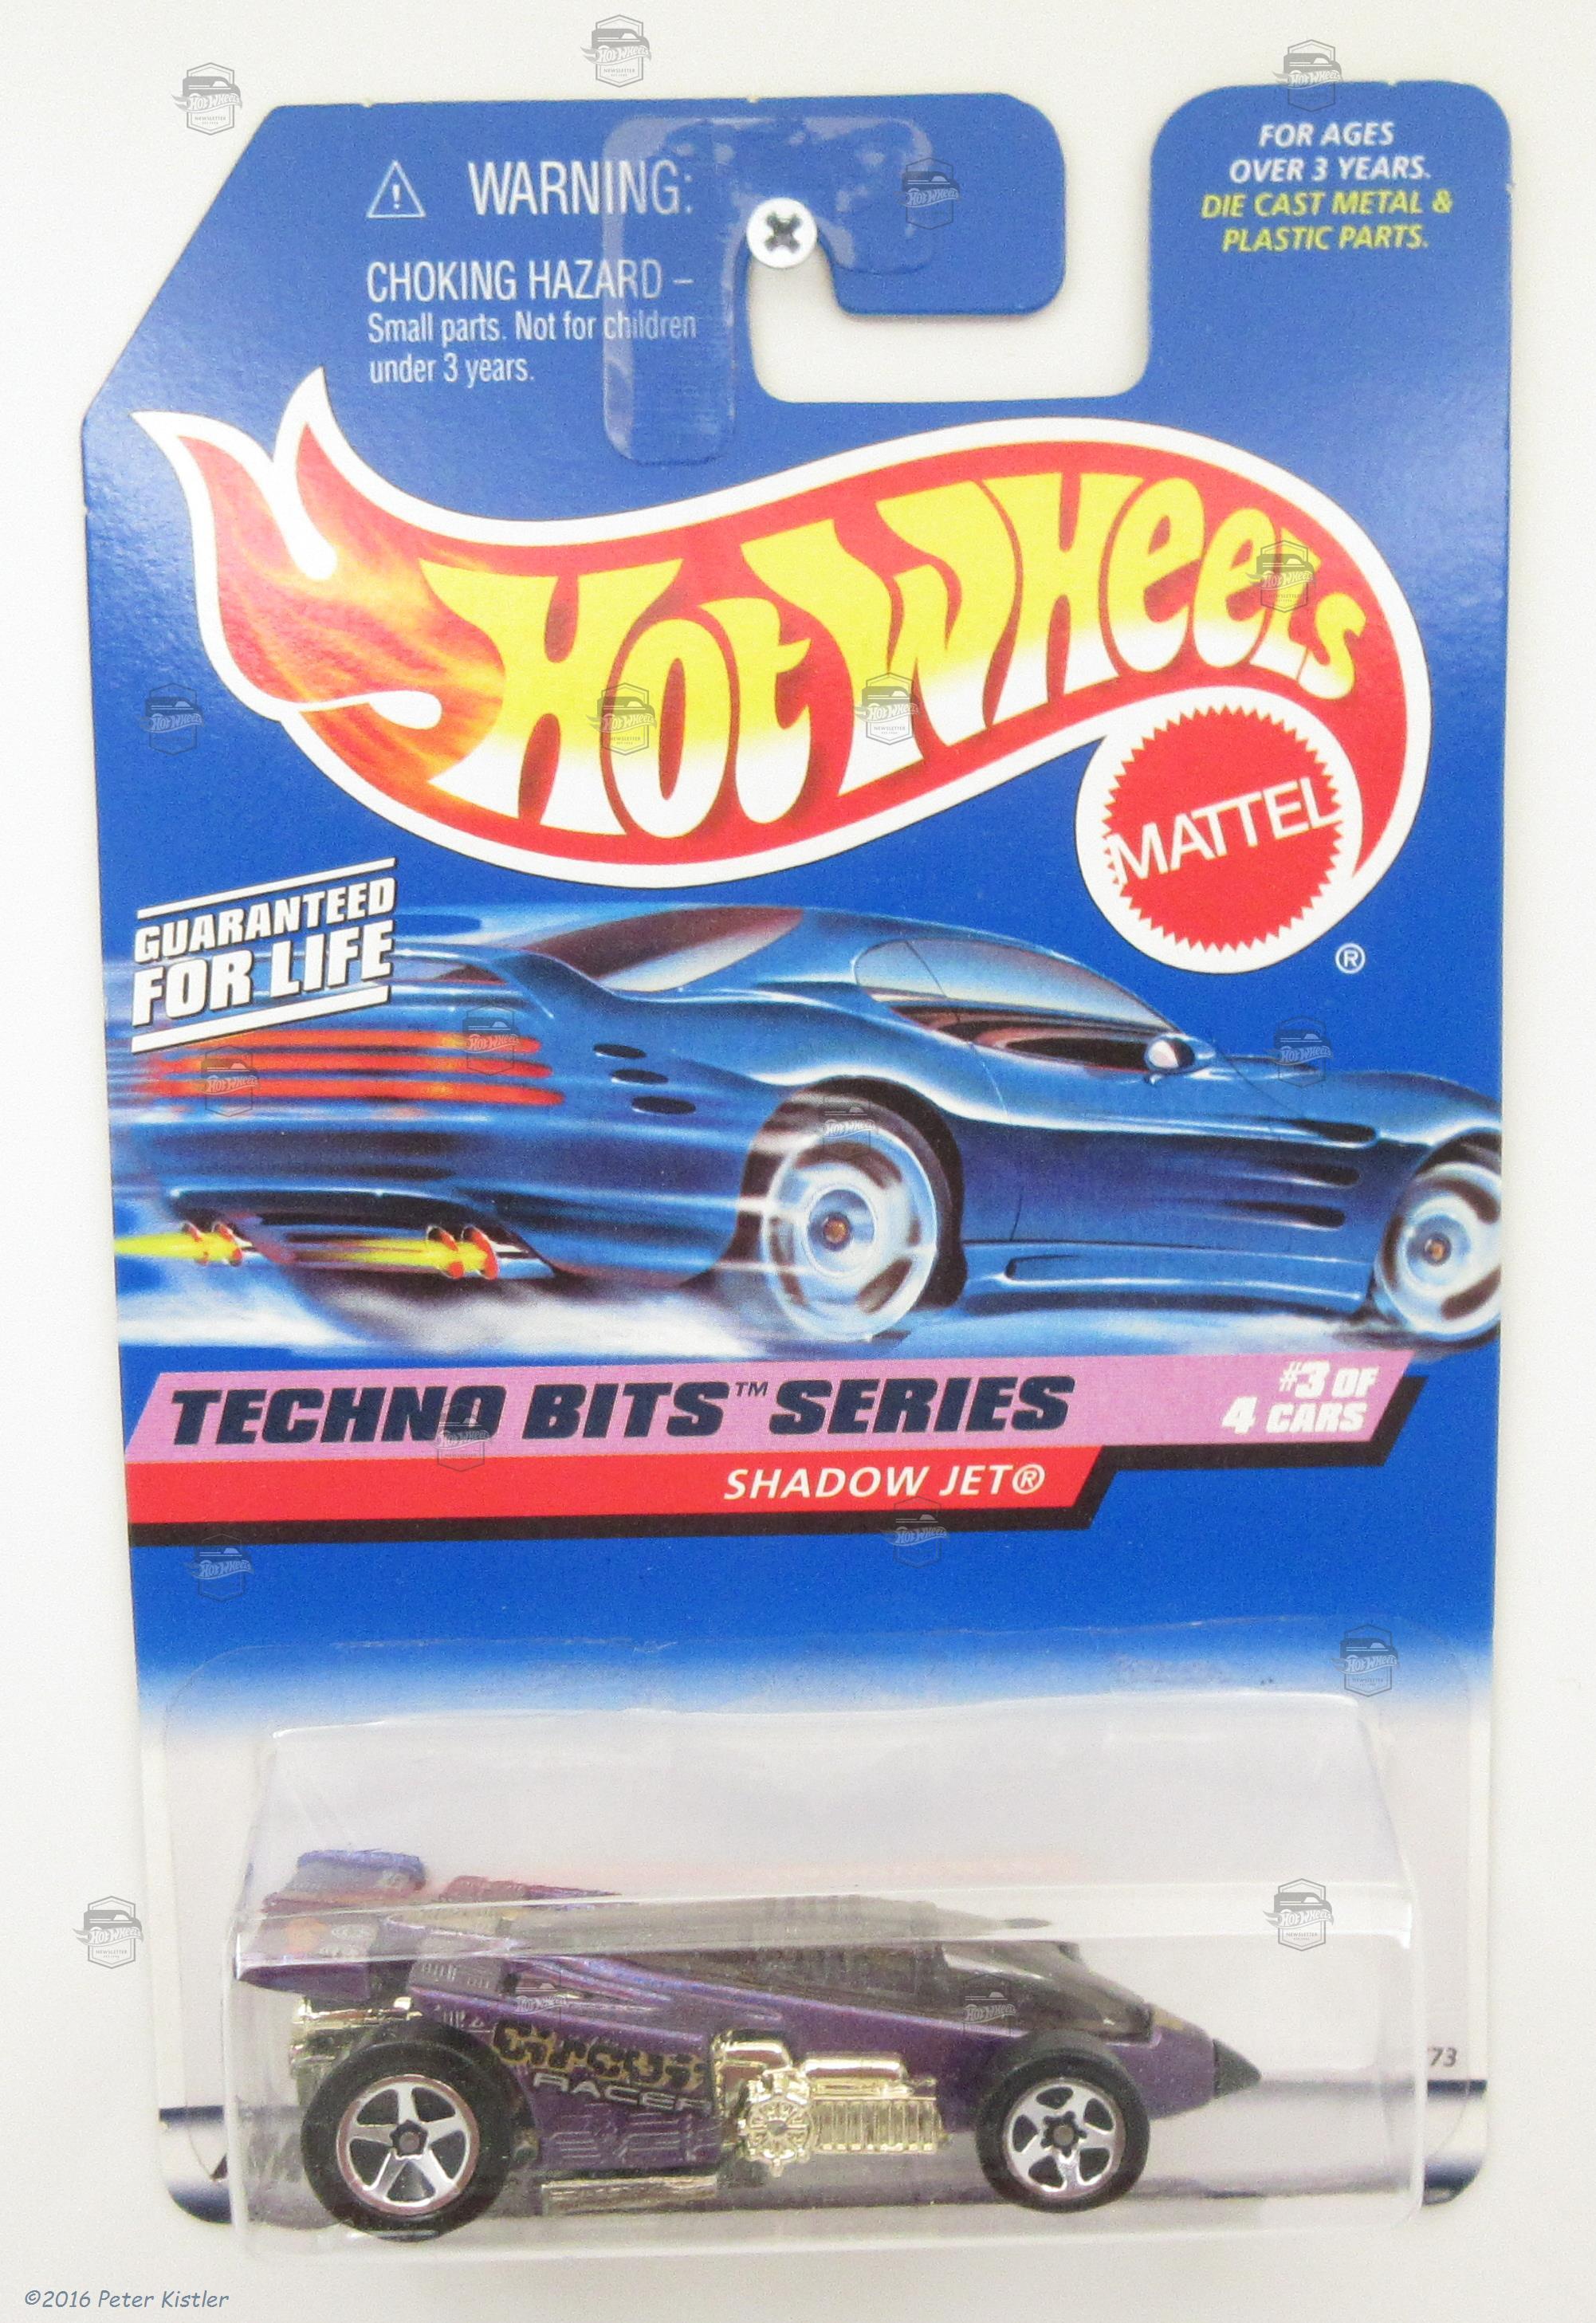 WARNING:
CHOKING HAZARD –
Small parts. Not for children
under 3 years.
FOR AGES
OVER 3 YEARS.
DIE CAST METAL &
PLASTIC PARTS.
Hot Wheels
MATTEL
®
GUARANTEED
FOR LIFE
TECHNO BITS™ SERIES
#3 OF
4 CARS
SHADOW JET®
CIRCUIT
RACER
73
©2016 Peter Kistler